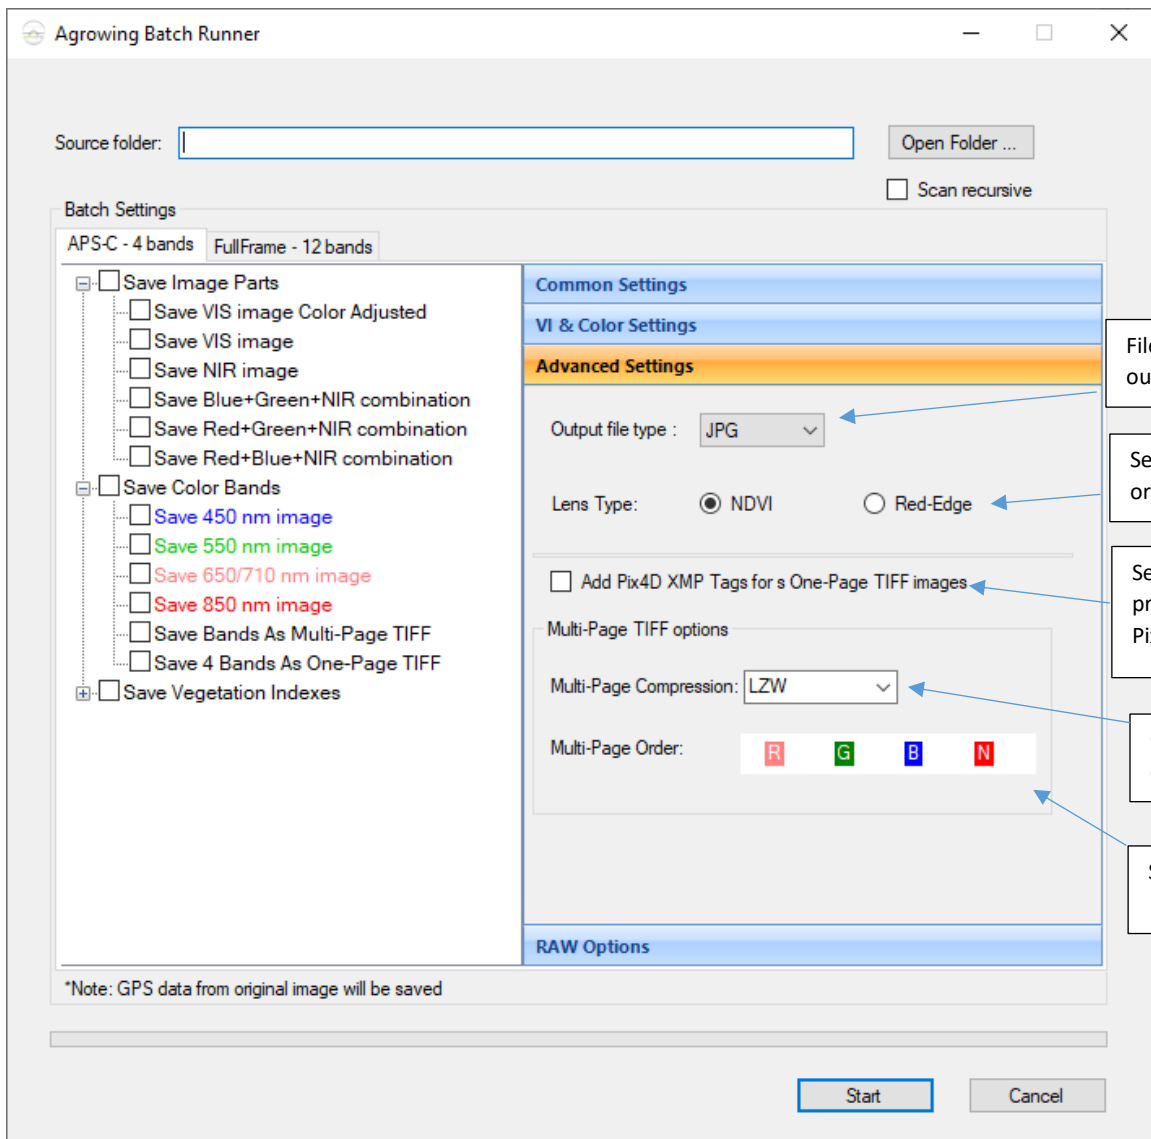 Agrowing Batch Runner
Source folder:
Open Folder ...
Scan recursive
Batch Settings
APS-C - 4 bands
FullFrame - 12 bands
Save Image Parts
Save VIS image Color Adjusted
Save VIS image
Save NIR image
Save Blue+Green+NIR combination
Save Red+Green+NIR combination
Save Red+Blue+NIR combination
Save Color Bands
Save 450 nm image
Save 550 nm image
Save 650/710 nm image
Save 850 nm image
Save Bands As Multi-Page TIFF
Save 4 Bands As One-Page TIFF
Save Vegetation Indexes
Common Settings
VI & Color Settings
Advanced Settings
Output file type :
JPG
Lens Type:
NDVI
Red-Edge
Add Pix4D XMP Tags for s One-Page TIFF images
Multi-Page TIFF options
Multi-Page Compression:
LZW
Multi-Page Order:
R G B N
RAW Options
*Note: GPS data from original image will be saved
Start
Cancel
or